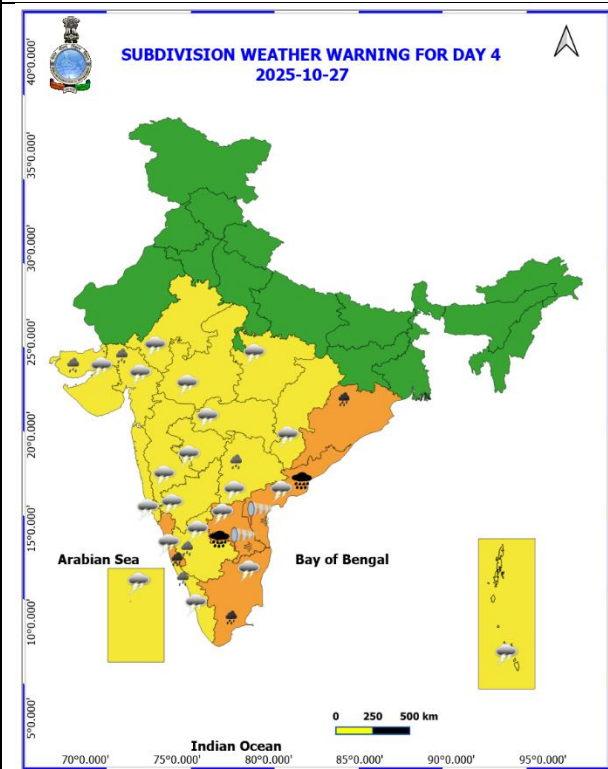 SUBDIVISION WEATHER WARNING FOR DAY 4
2025-10-27
40°0.000'
35°0.000'
30°0.000'
25°0.000'
20°0.000'
15°0.000'
10°0.000'
5°0.000'
Arabian Sea
Bay of Bengal
0 250 500 km
Indian Ocean
70°0.000' 75°0.000' 80°0.000' 85°0.000' 90°0.000' 95°0.000'